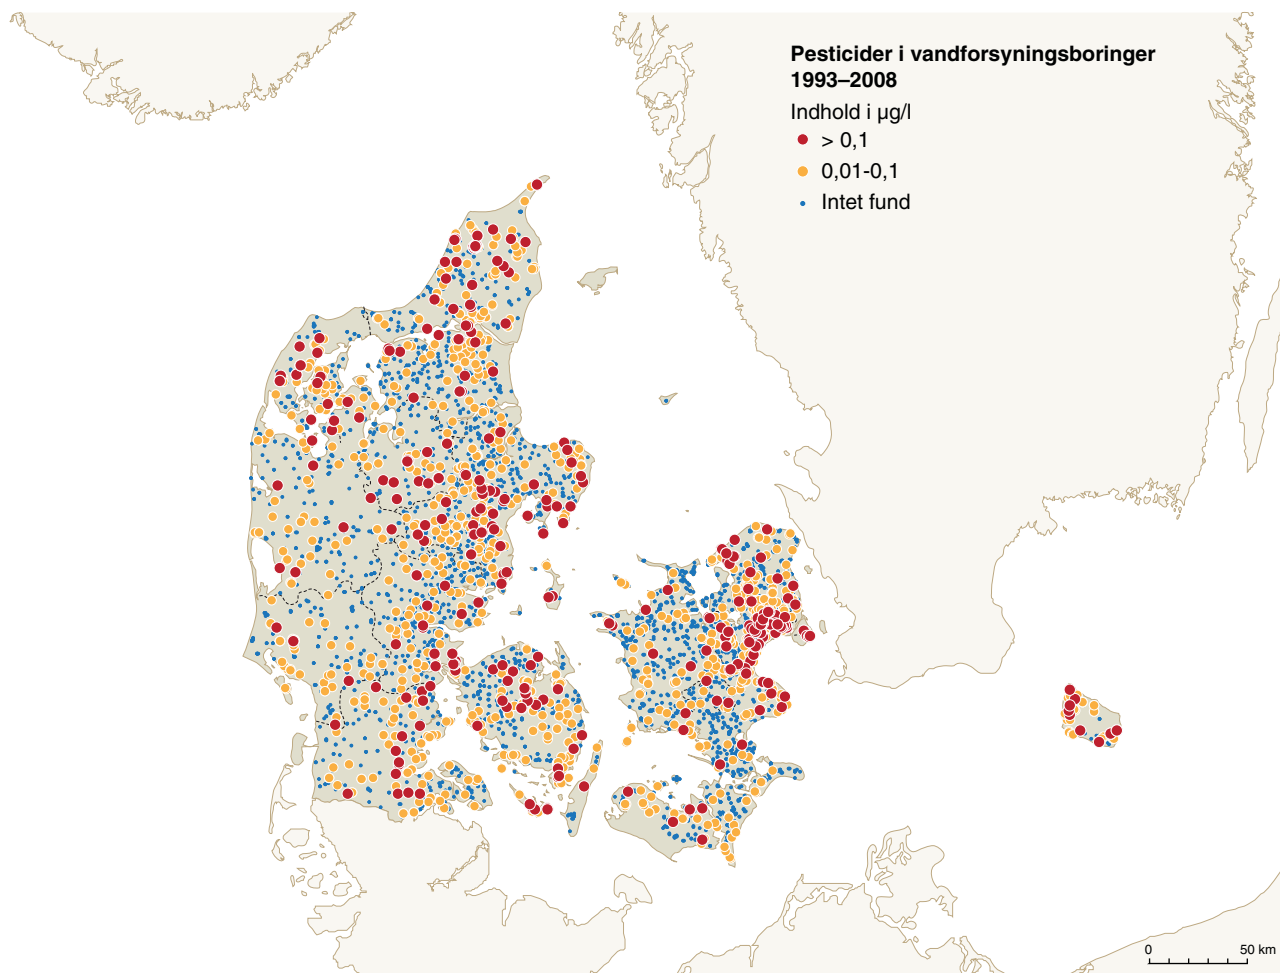 Pesticider i vandforsyningsboringer
1993–2008
Indhold i µg/l
> 0,1
0,01-0,1
Intet fund
0 50 km